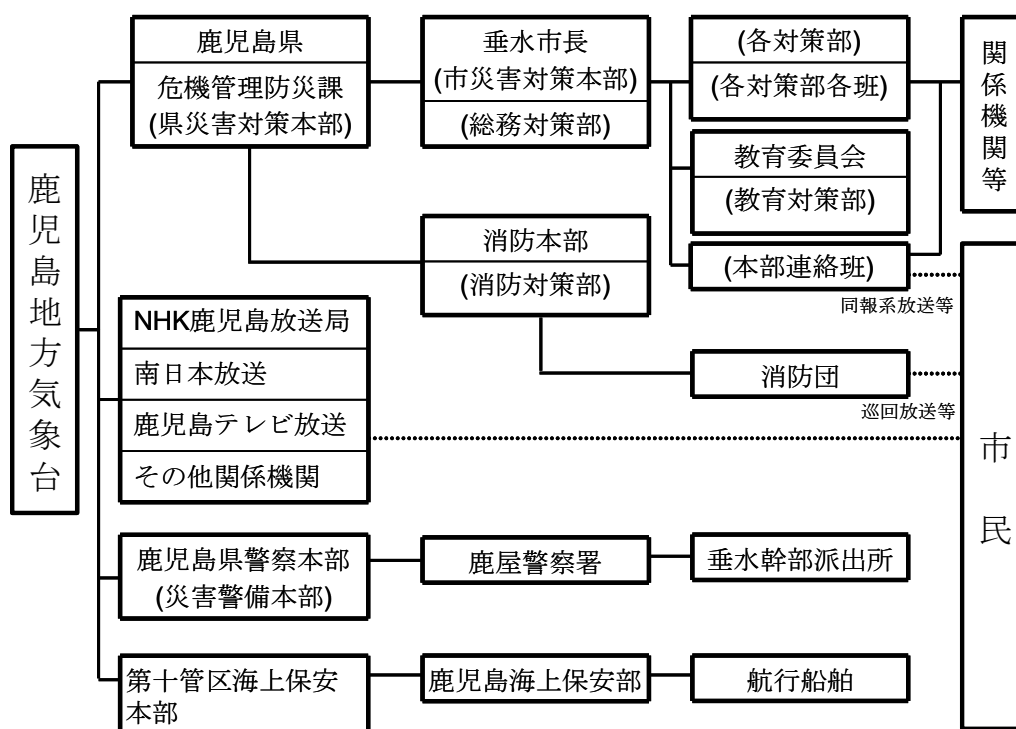 鹿児島地方気象台
鹿児島県
危機管理防災課
(県災害対策本部)
垂水市長
(市災害対策本部)
(総務対策部)
(各対策部)
(各対策部各班)
教育委員会
(教育対策部)
(本部連絡班)
関係機関等
消防本部
(消防対策部)
同報系放送等
消防団
巡回放送等
NHK鹿児島放送局
南日本放送
鹿児島テレビ放送
その他関係機関
市民
鹿児島県警察本部
(災害警備本部)
鹿屋警察署
垂水幹部派出所
第十管区海上保安
本部
鹿児島海上保安部
航行船舶